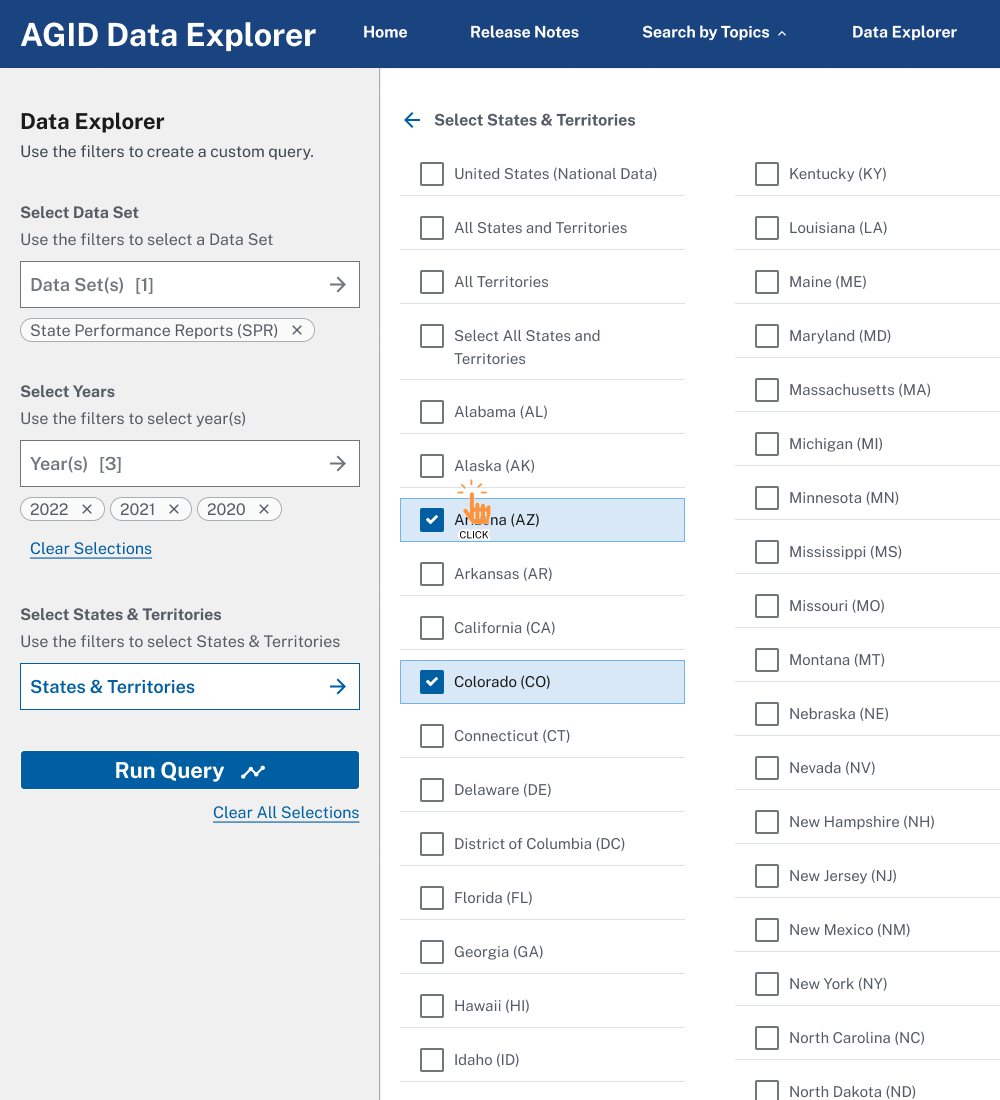 AGID Data Explorer
Home
Release Notes
Search by Topics
Data Explorer
Data Explorer
Use the filters to create a custom query.
Select Data Set
Use the filters to select a Data Set
Data Set(s) [1]
State Performance Reports (SPR)
Select Years
Use the filters to select year(s)
Year(s) [3]
2022
2021
2020
Clear Selections
Select States & Territories
Use the filters to select States & Territories
States & Territories
Run Query
Clear All Selections
Select States & Territories
United States (National Data)
All States and Territories
All Territories
Select All States and
Territories
Alabama (AL)
Alaska (AK)
(AZ)
CLICK
Arkansas (AR)
California (CA)
Colorado (CO)
Connecticut (CT)
Delaware (DE)
District of Columbia (DC)
Florida (FL)
Georgia (GA)
Hawaii (HI)
Idaho (ID)
Kentucky (KY)
Louisiana (LA)
Maine (ME)
Maryland (MD)
Massachusetts (MA)
Michigan (MI)
Minnesota (MN)
Mississippi (MS)
Missouri (MO)
Montana (MT)
Nebraska (NE)
Nevada (NV)
New Hampshire (NH)
New Jersey (NJ)
New Mexico (NM)
New York (NY)
North Carolina (NC)
North Dakota (ND)